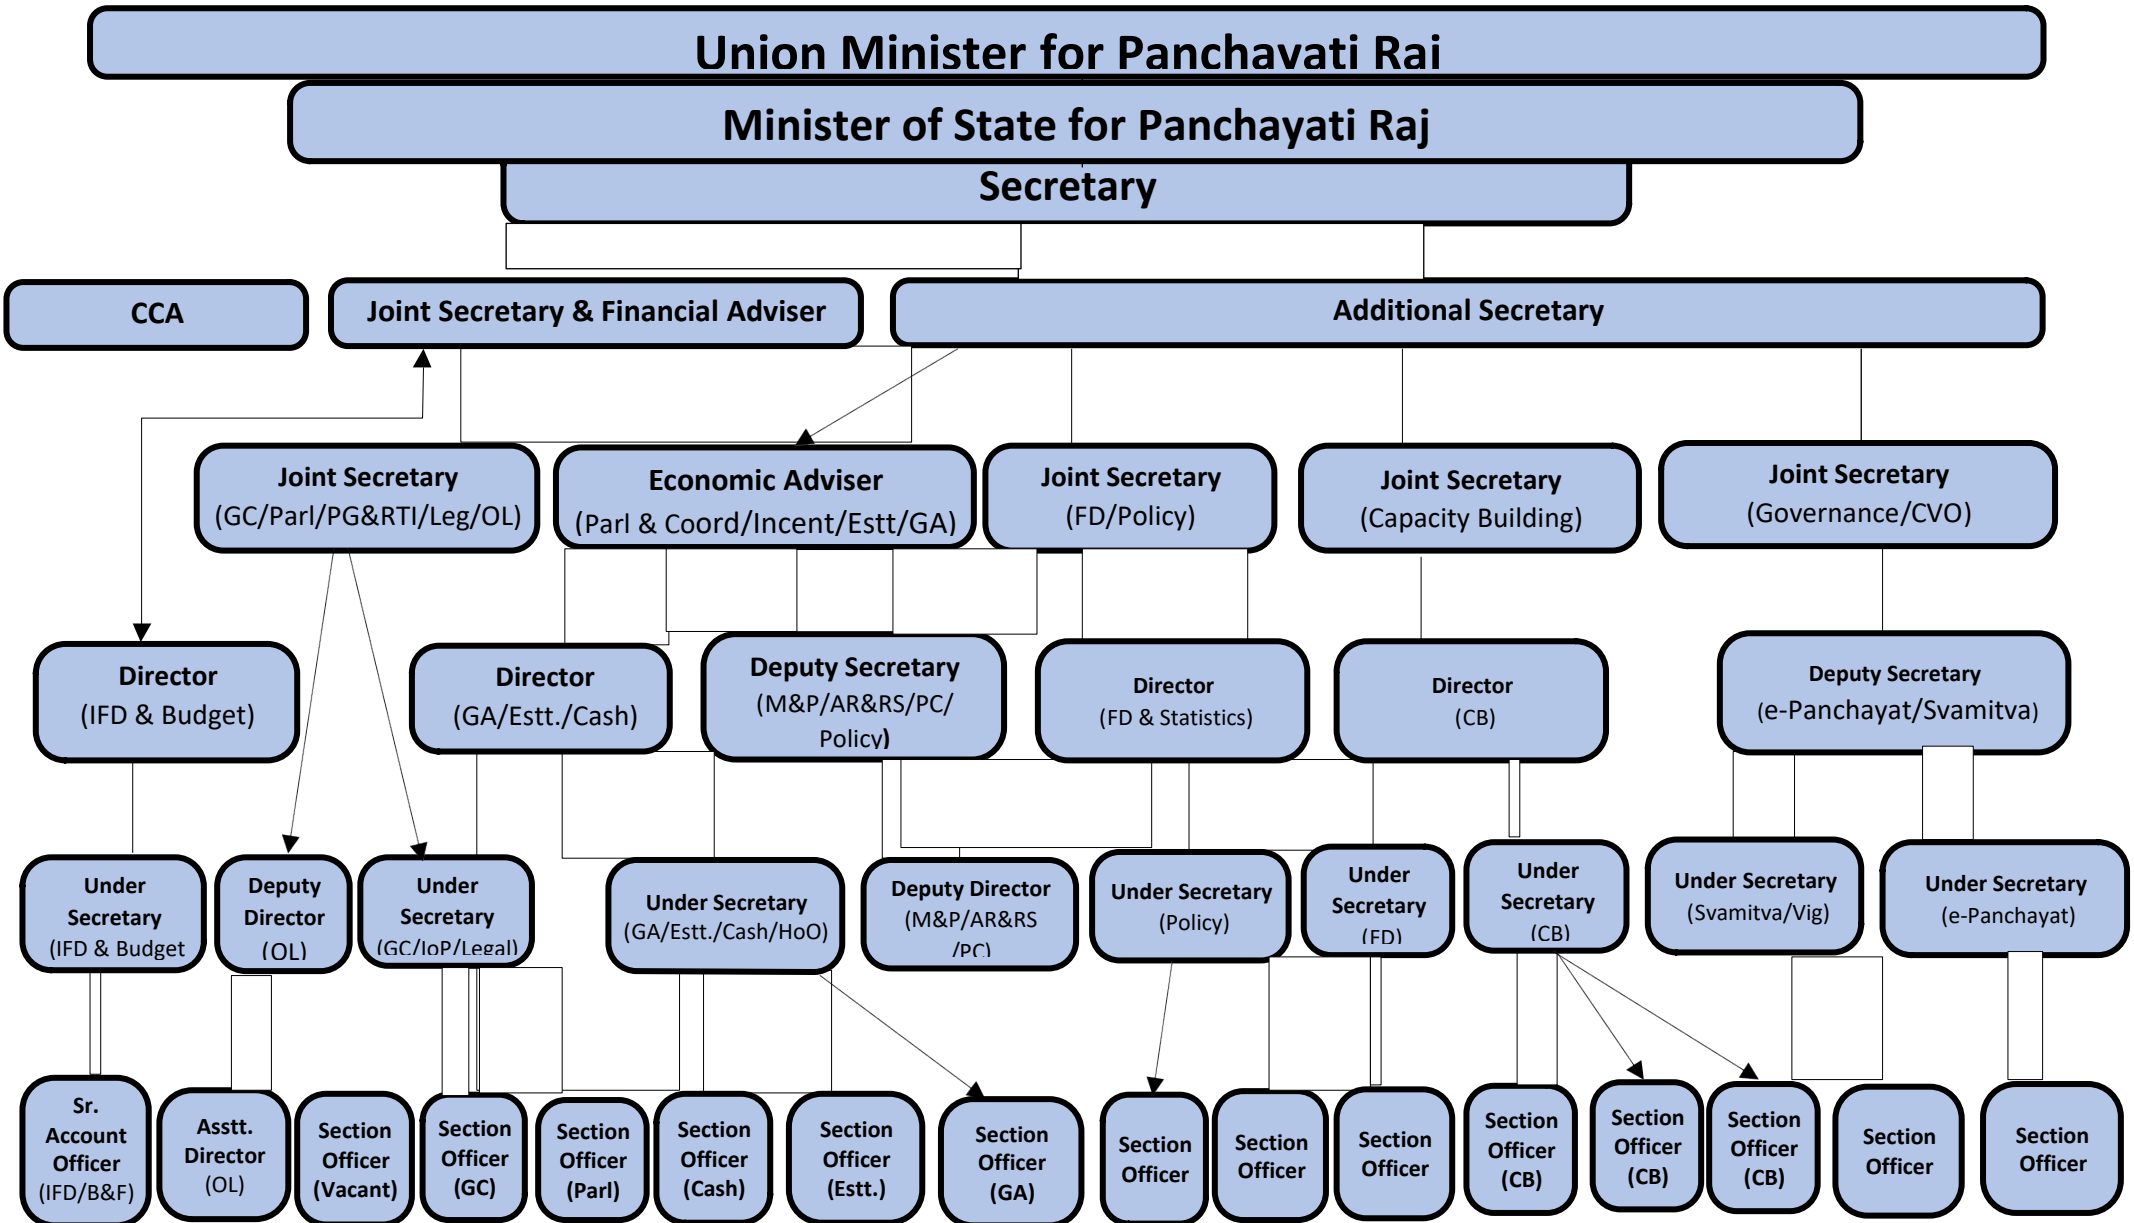 Union Minister for Panchayati Raj
Minister of State for Panchayati Raj
Secretary
CCA
Joint Secretary & Financial Adviser
Additional Secretary
Joint Secretary
(GC/Parl/PG&RTI/Leg/OL)
Economic Adviser
(Parl & Coord/Incent/Estt/GA)
Joint Secretary
(FD/Policy)
Joint Secretary
(Capacity Building)
Joint Secretary
(Governance/CVO)
Director
(IFD & Budget)
Director
(GA/Estt./Cash)
Deputy Secretary
(M&P/AR&RS/PC/
Policy)
Director
(FD & Statistics)
Director
(CB)
Deputy Secretary
(e-Panchayat/Svamitva)
Under
Secretary
(IFD & Budget
Deputy
Director
(OL)
Under
Secretary
(GC/IoP/Legal)
Under Secretary
(GA/Estt./Cash/HoO)
Deputy Director
(M&P/AR&RS
/PC)
Under Secretary
(Policy)
Under
Secretary
(FD)
Under
Secretary
(CB)
Under Secretary
(Svamitva/Vig)
Under Secretary
(e-Panchayat)
Sr.
Account
Officer
(IFD/B&F)
Asstt.
Director
(OL)
Section
Officer
(Vacant)
Section
Officer
(GC)
Section
Officer
(Parl)
Section
Officer
(Cash)
Section
Officer
(Estt.)
Section
Officer
(GA)
Section
Officer
Section
Officer
Section
Officer
Section
Officer
(CB)
Section
Officer
(CB)
Section
Officer
(CB)
Section
Officer
Section
Officer